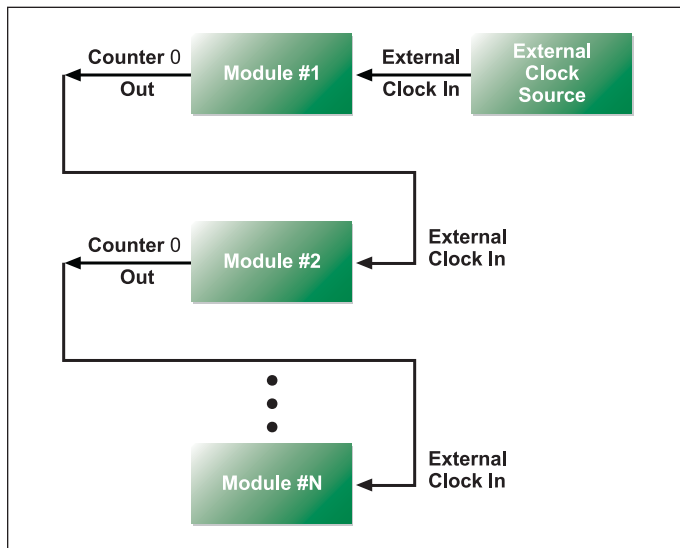 Counter 0
Out
Module #1
External
Clock In
External
Clock
Source
Counter 0
Out
Module #2
External
Clock In
Module #N
External
Clock In